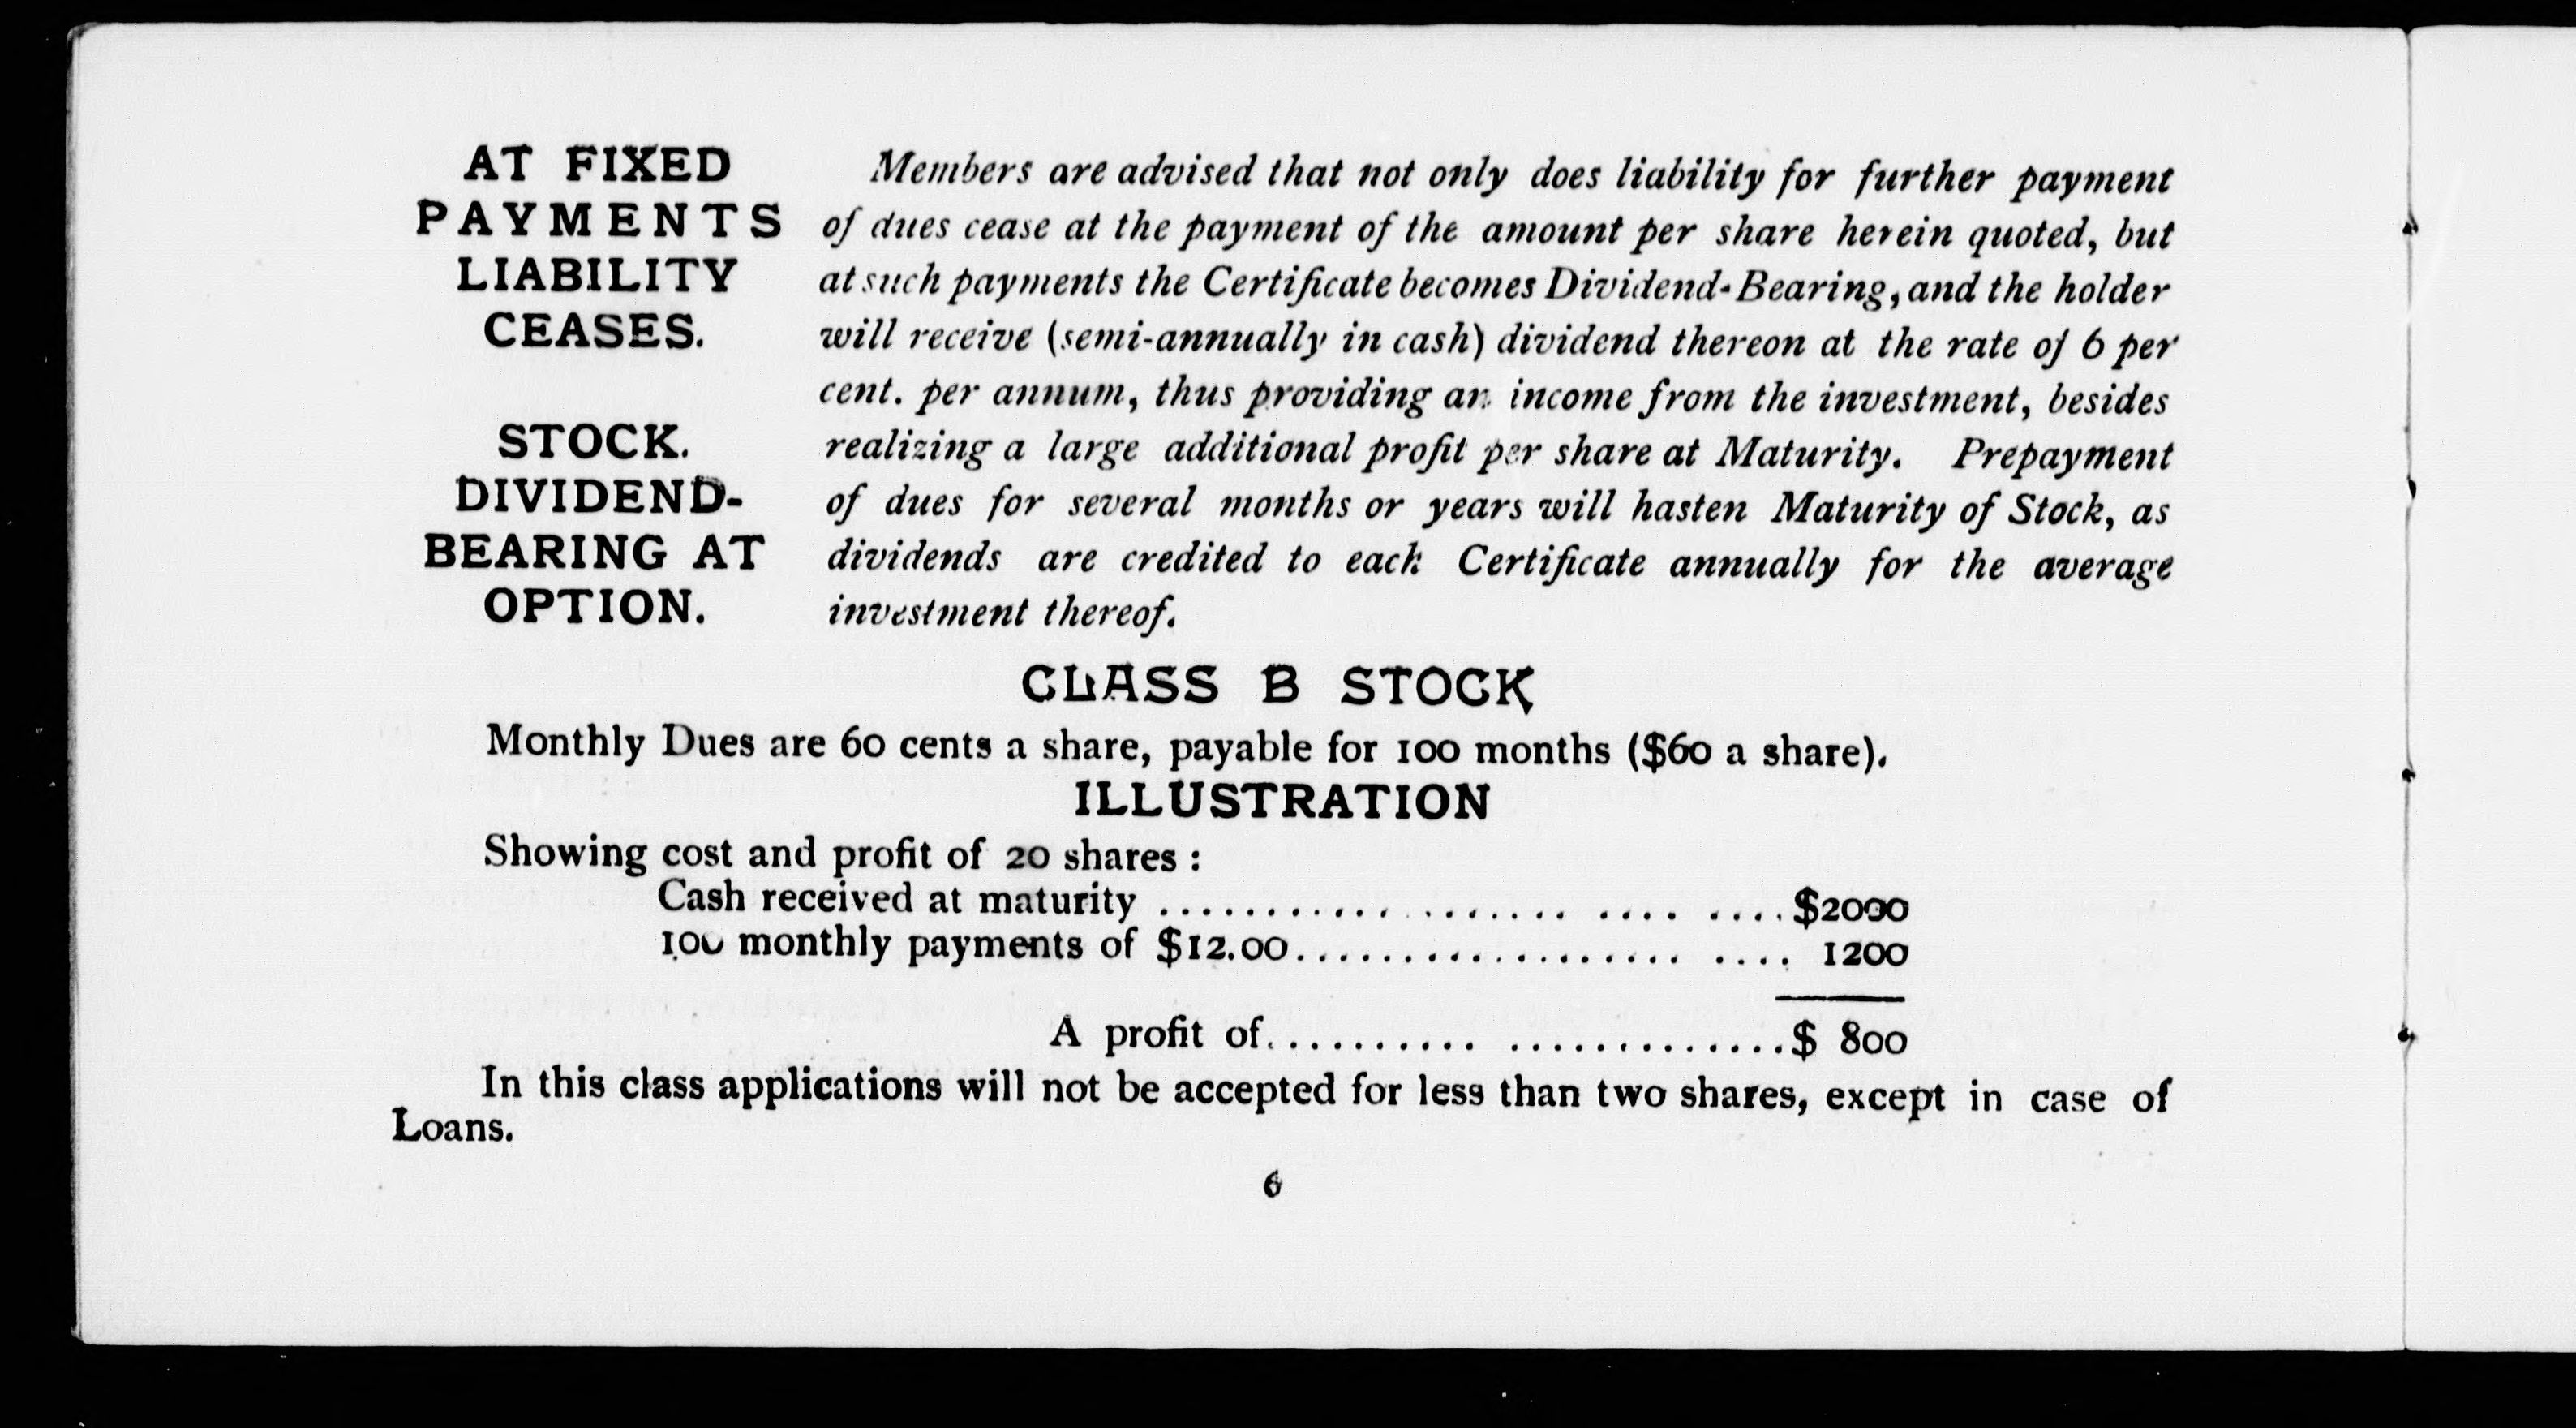 AT FIXED
PAYMENTS
LIABILITY
CEASES.
STOCK.
DIVIDEND-
BEARING AT
OPTION.
Members are advised that not only does liability for further payment
of dues cease at the payment of the amount per share herein quoted, but
at such payments the Certificate becomes Dividend-Bearing, and the holder
will receive (semi-annually in cash) dividend thereon at the rate of 6 per
cent. per annum, thus providing an income from the investment, besides
realizing a large additional profit per share at Maturity. Prepayment
of dues for several months or years will hasten Maturity of Stock, as
dividends are credited to each Certificate annually for the average
investment thereof.
CLASS B STOCK
Monthly Dues are 60 cents a share, payable for 100 months ($60 a share).
ILLUSTRATION
Showing cost and profit of 20 shares :
Cash received at maturity ........................ .... ....$2000
100 monthly payments of $12.00...................... .... 1200
A profit of........... ...............$ 800
In this class applications will not be accepted for less than two shares, except in case of
Loans.
6